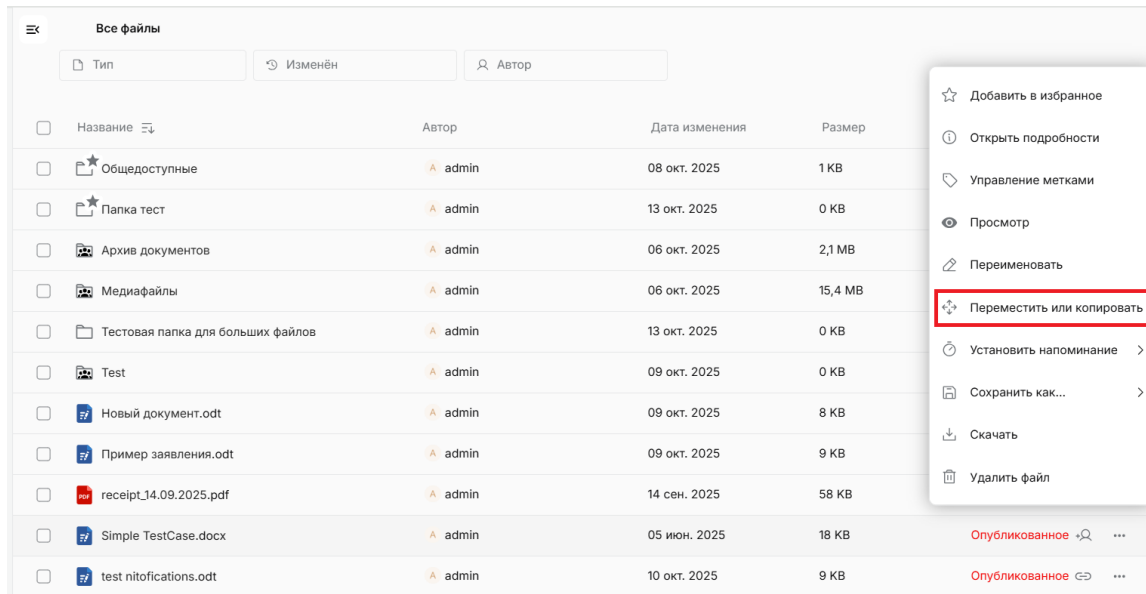 Все файлы
Тип Изменён Автор
Название Автор Дата изменения Размер
Общедоступные A admin 08 окт. 2025 1 KB
Папка тест A admin 13 окт. 2025 0 KB
Архив документов A admin 06 окт. 2025 2,1 MB
Медиафайлы A admin 06 окт. 2025 15,4 MB
Тестовая папка для больших файлов A admin 13 окт. 2025 0 KB
Test A admin 09 окт. 2025 0 KB
Новый документ.odt A admin 09 окт. 2025 8 KB
Пример заявления.odt A admin 09 окт. 2025 9 KB
PDF receipt_14.09.2025.pdf A admin 14 сен. 2025 58 KB
Simple TestCase.docx A admin 05 июн. 2025 18 KB Опубликованное
test nitofications.odt A admin 10 окт. 2025 9 KB Опубликованное
Добавить в избранное
Открыть подробности
Управление метками
Просмотр
Переименовать
Переместить или копировать
Установить напоминание
Сохранить как...
Скачать
Удалить файл